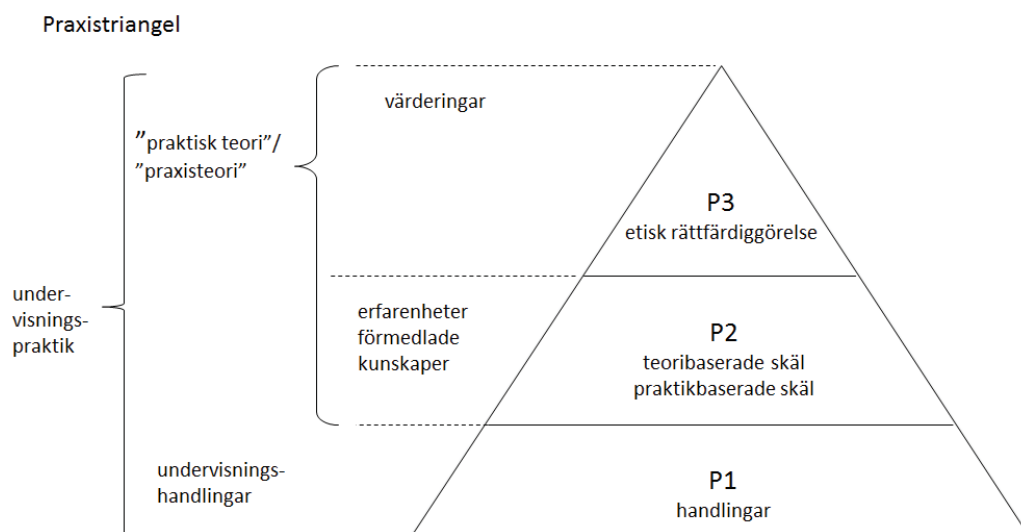 Praxistriangel
värderingar
”praktisk teori”/
”praxisteori”
P3
etisk rättfärdiggörelse
under-
visnings-
praktik
erfarenheter
förmedlade
kunskaper
P2
teoribaserade skäl
praktikbaserade skäl
undervisnings-
handlingar
P1
handlingar